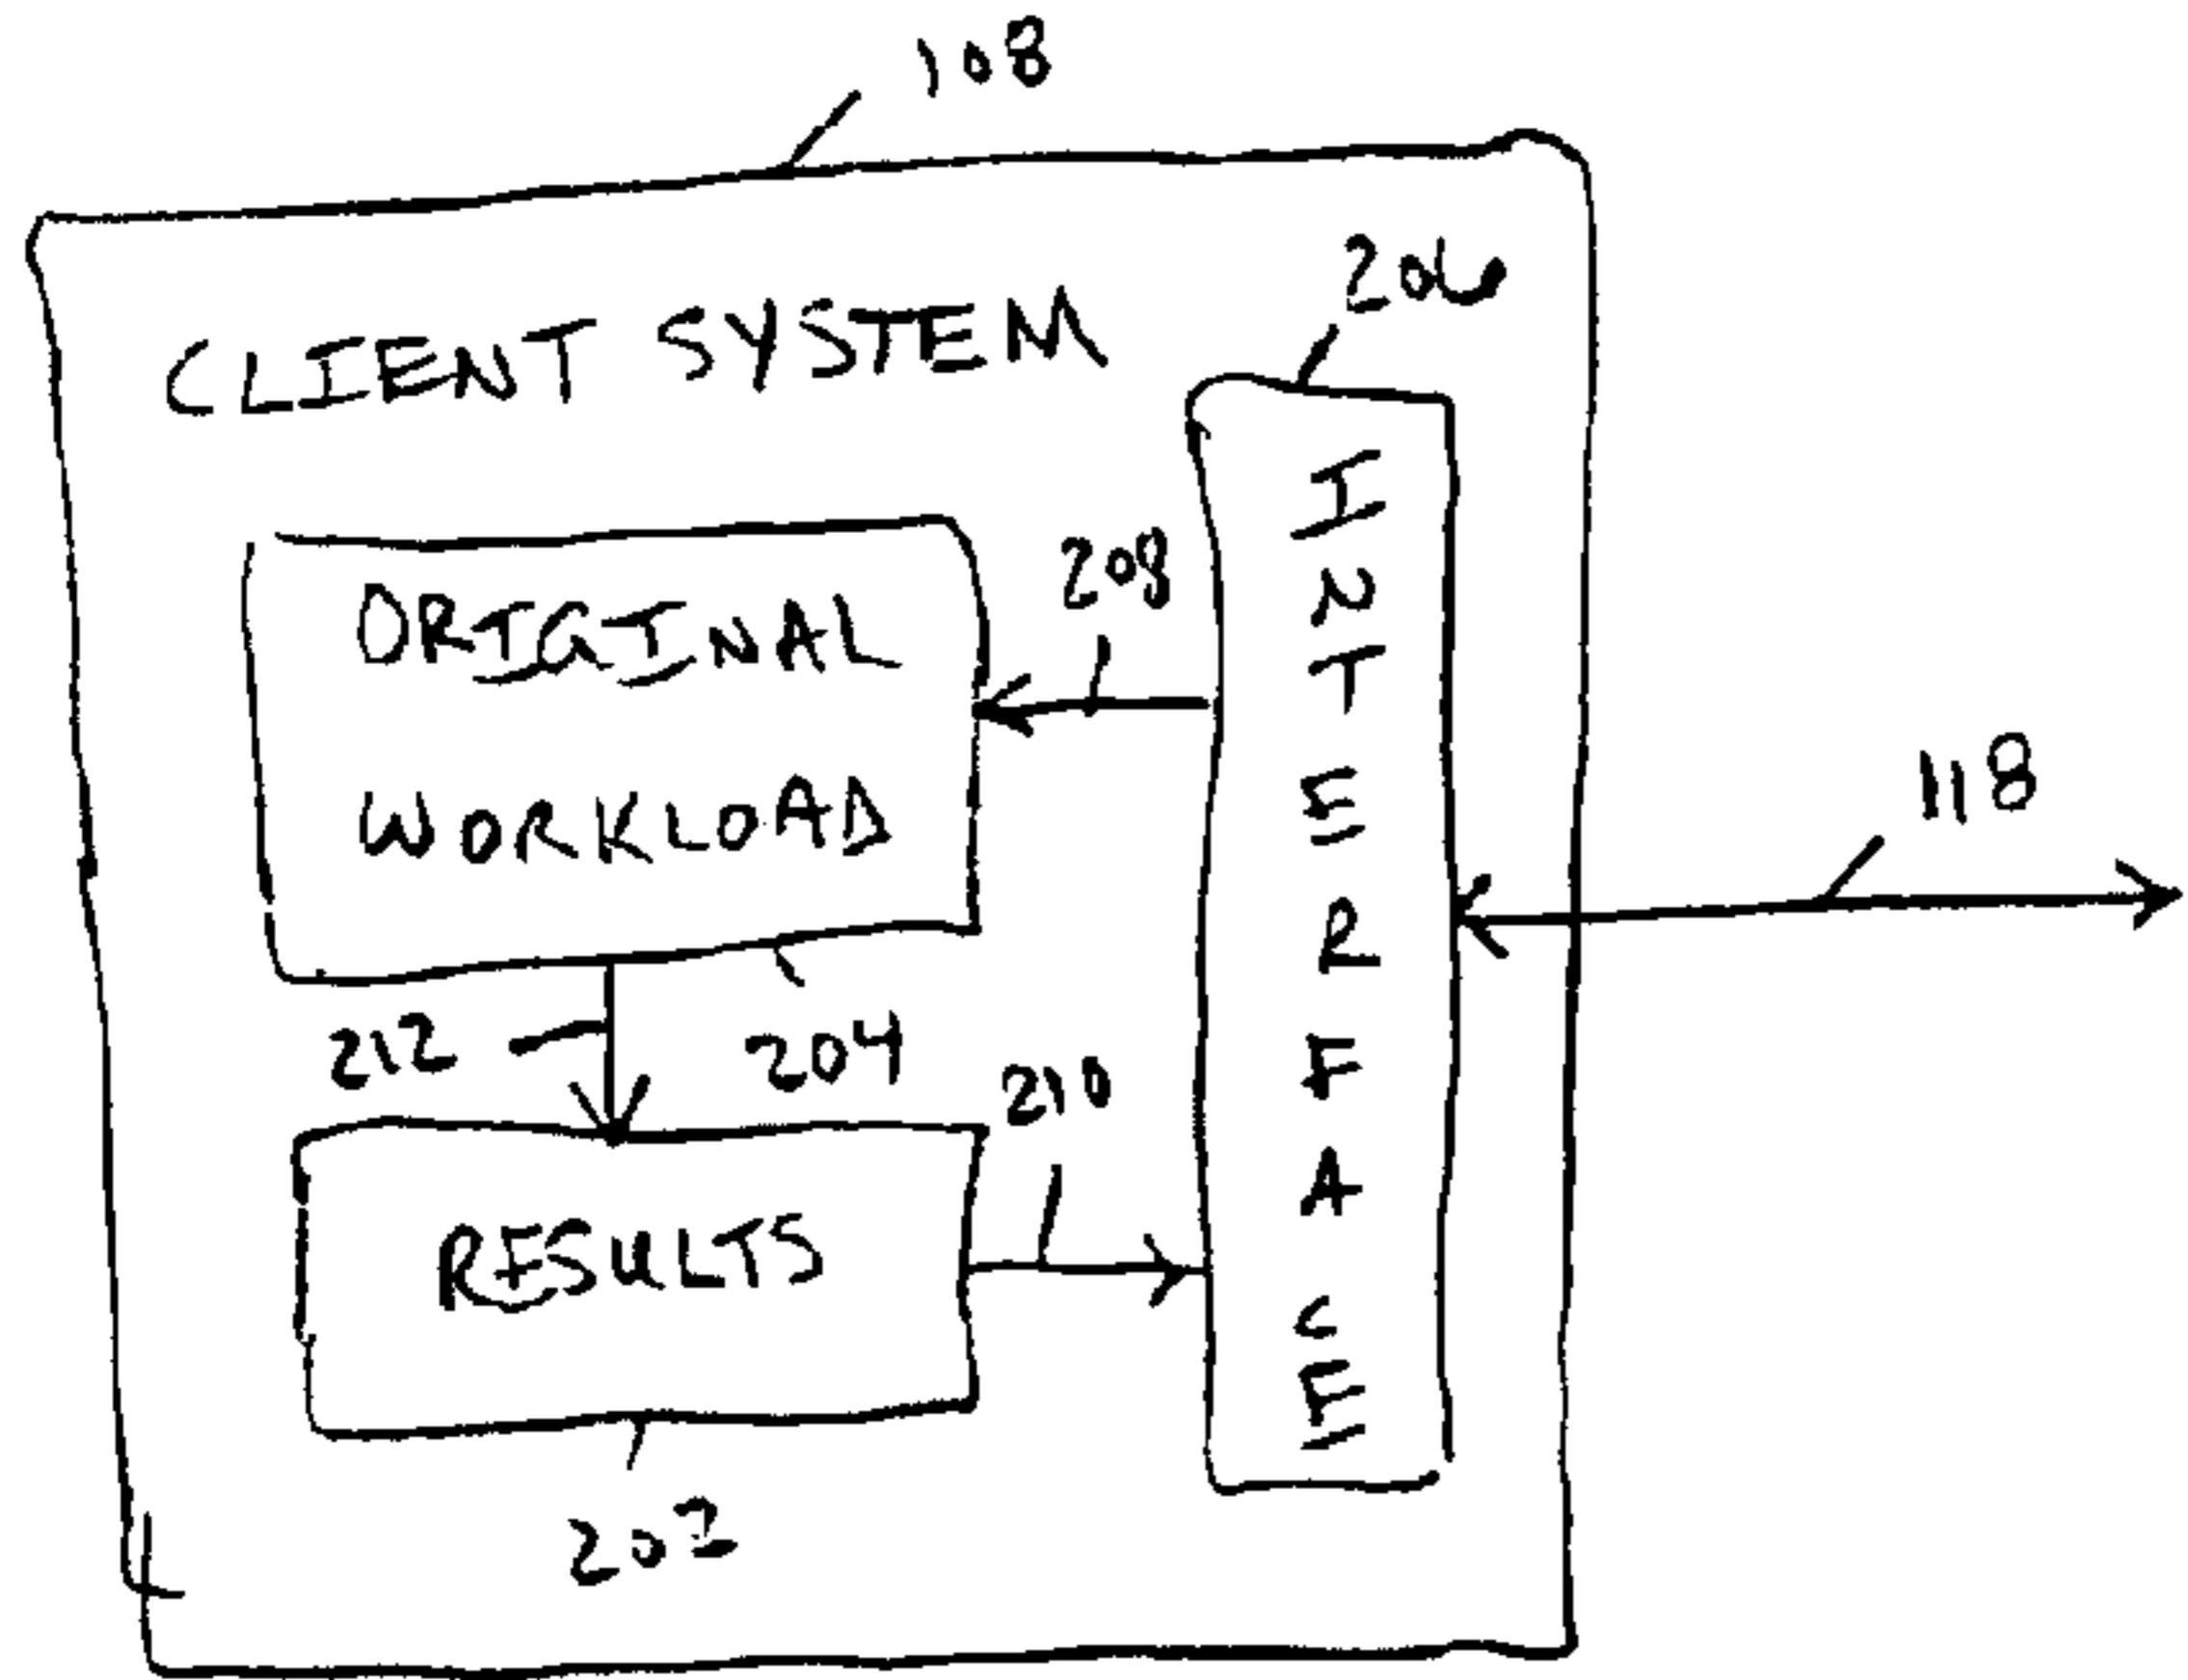 108
206
CLIENT SYSTEM
INTERFACE
208
ORIGINAL
WORKLOAD
118
212
204
210
RESULTS
202